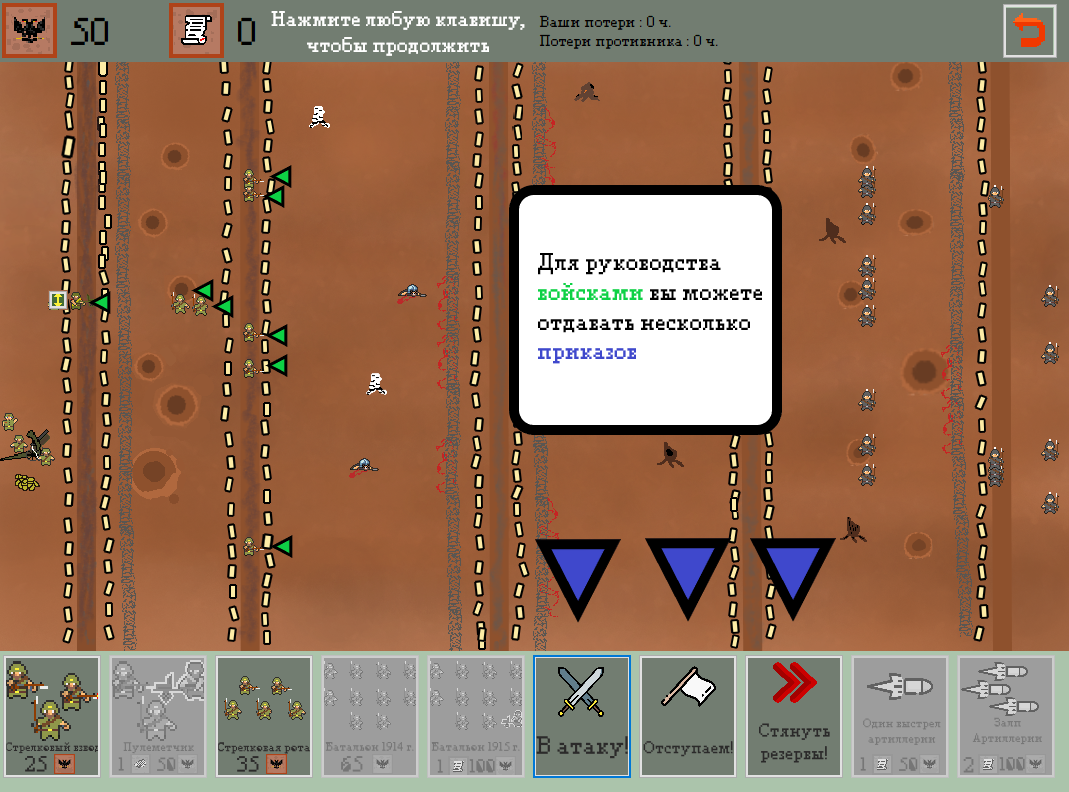 50
0
Нажмите любую клавишу,
чтобы продолжить
Ваши потери : 0 ч.
Потери противника : 0 ч.
Для руководства
войсками вы можете
отдавать несколько
приказов
Стрелковый взвод
25
Пулеметчик
1 50
Стрелковая рота
35
Батальон 1914 г.
65
Батальон 1915 г.
1 100
В атаку!
Отступаем!
Стянуть
резервы!
Один выстрел
артиллерии
1 50
Залп
Артиллерии
2 100